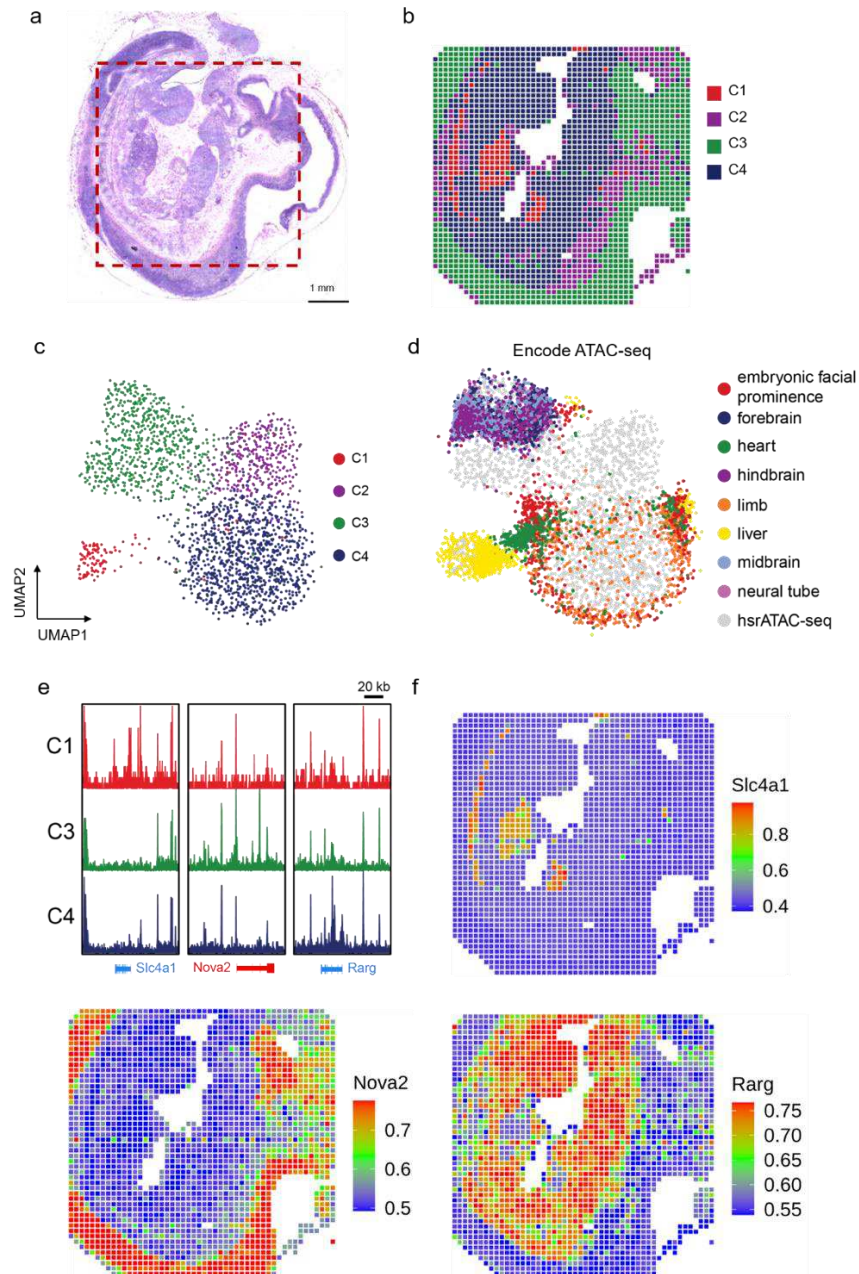 a
1 mm
b
C1
C2
C3
C4
c
C1
C2
C3
C4
UMAP2
UMAP1
d
Encode ATAC-seq
embryonic facial
prominence
forebrain
heart
hindbrain
limb
liver
midbrain
neural tube
hsrATAC-seq
e
20 kb
C1
C3
C4
Slc4a1
Nova2
Rarg
f
Slc4a1
0.8
0.6
0.4
Nova2
0.7
0.6
0.5
Rarg
0.75
0.70
0.65
0.60
0.55